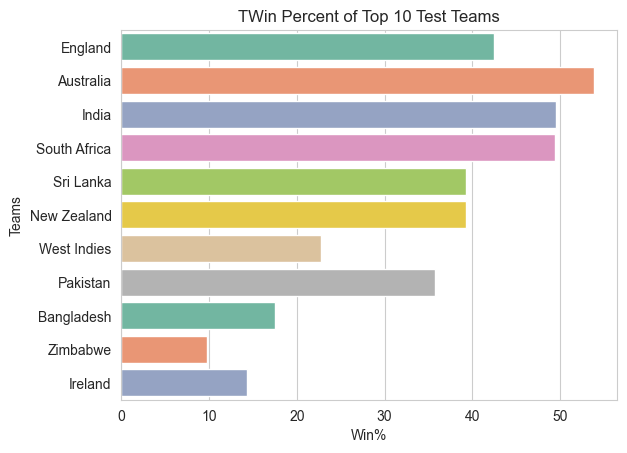 TWin Percent of Top 10 Test Teams
Teams
England
Australia
India
South Africa
Sri Lanka
New Zealand
West Indies
Pakistan
Bangladesh
Zimbabwe
Ireland
0 10 20 30 40 50
Win%